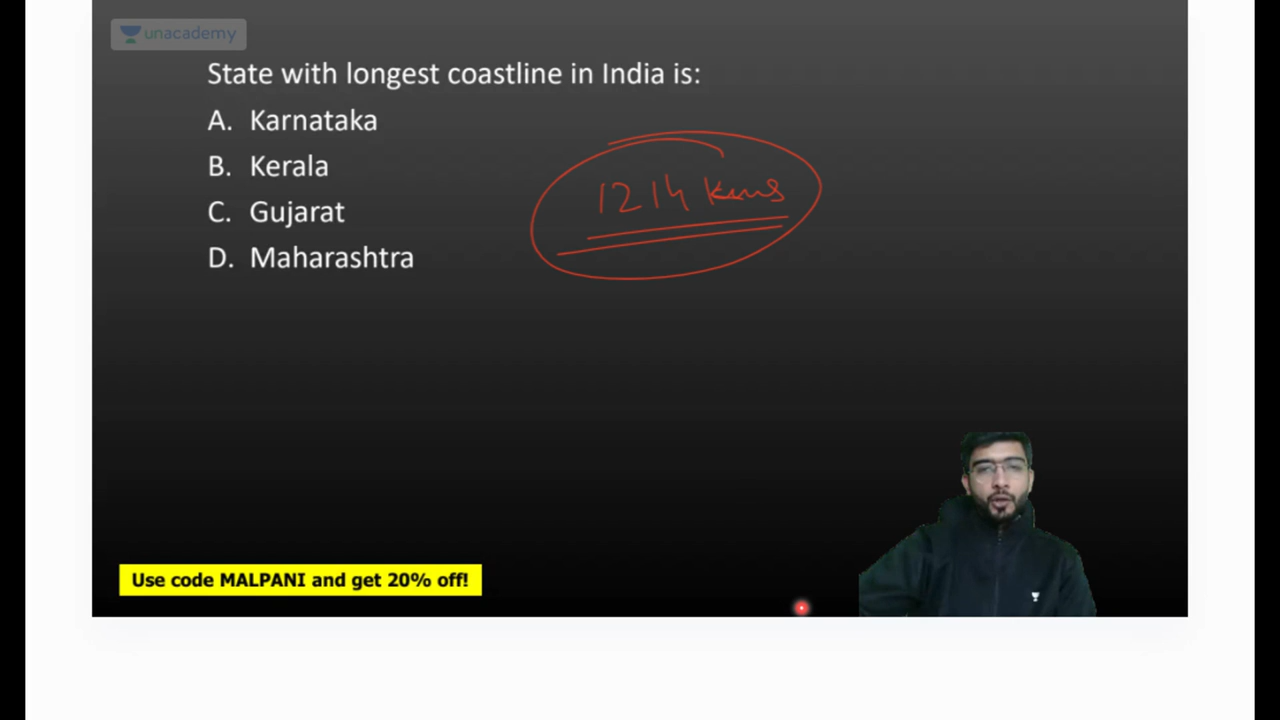 unacademy
State with longest coastline in India is:
A. Karnataka
B. Kerala
C. Gujarat
D. Maharashtra
1214 Kms
Use code MALPANI and get 20% off!